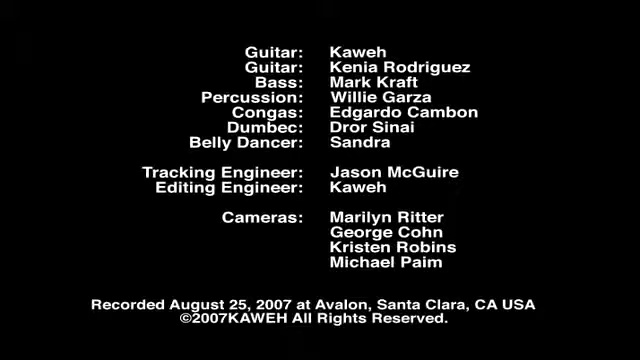 Guitar: Kaweh
Guitar: Kenia Rodriguez
Bass: Mark Kraft
Percussion: Willie Garza
Congas: Edgardo Cambon
Dumbec: Dror Sinai
Belly Dancer: Sandra
Tracking Engineer: Jason McGuire
Editing Engineer: Kaweh
Cameras: Marilyn Ritter
George Cohn
Kristen Robins
Michael Paim
Recorded August 25, 2007 at Avalon, Santa Clara, CA USA
©2007KAWEH All Rights Reserved.